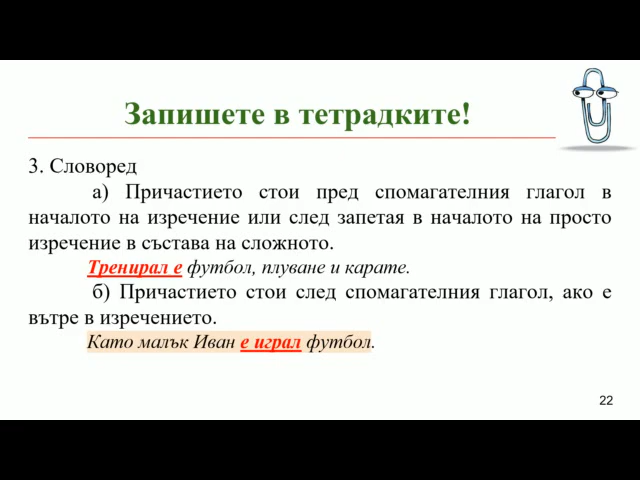 Запишете в тетрадките!
3. Словоред
а) Причастието стои пред спомагателния глагол в
началото на изречение или след запетая в началото на просто
изречение в състава на сложното.
Тренирал е футбол, плуване и карате.
б) Причастието стои след спомагателния глагол, ако е
вътре в изречението.
Като малък Иван е играл футбол.
22